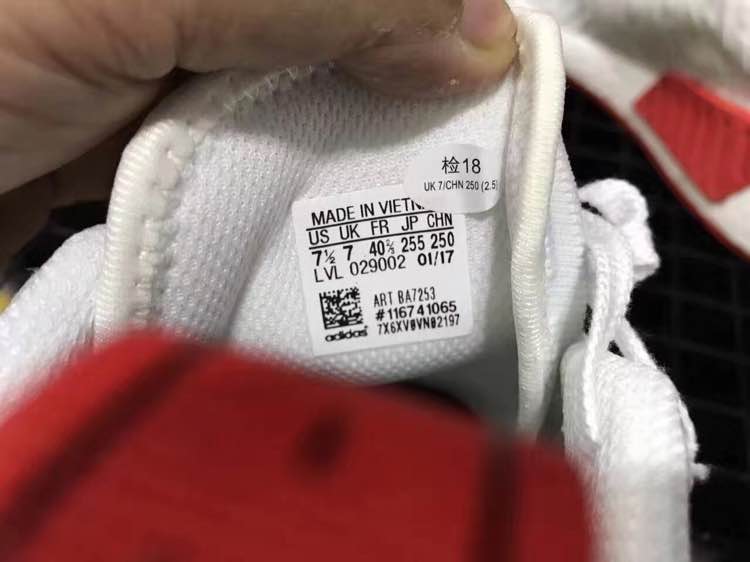 检18
UK 7/CHN 250 (2.5)
MADE IN
US UK FR JP CHN
7½ 7 40⅔ 255 250
LVL 029002 01/17
ART BA7253
#116741065
7X6XV0VN02197
adidas